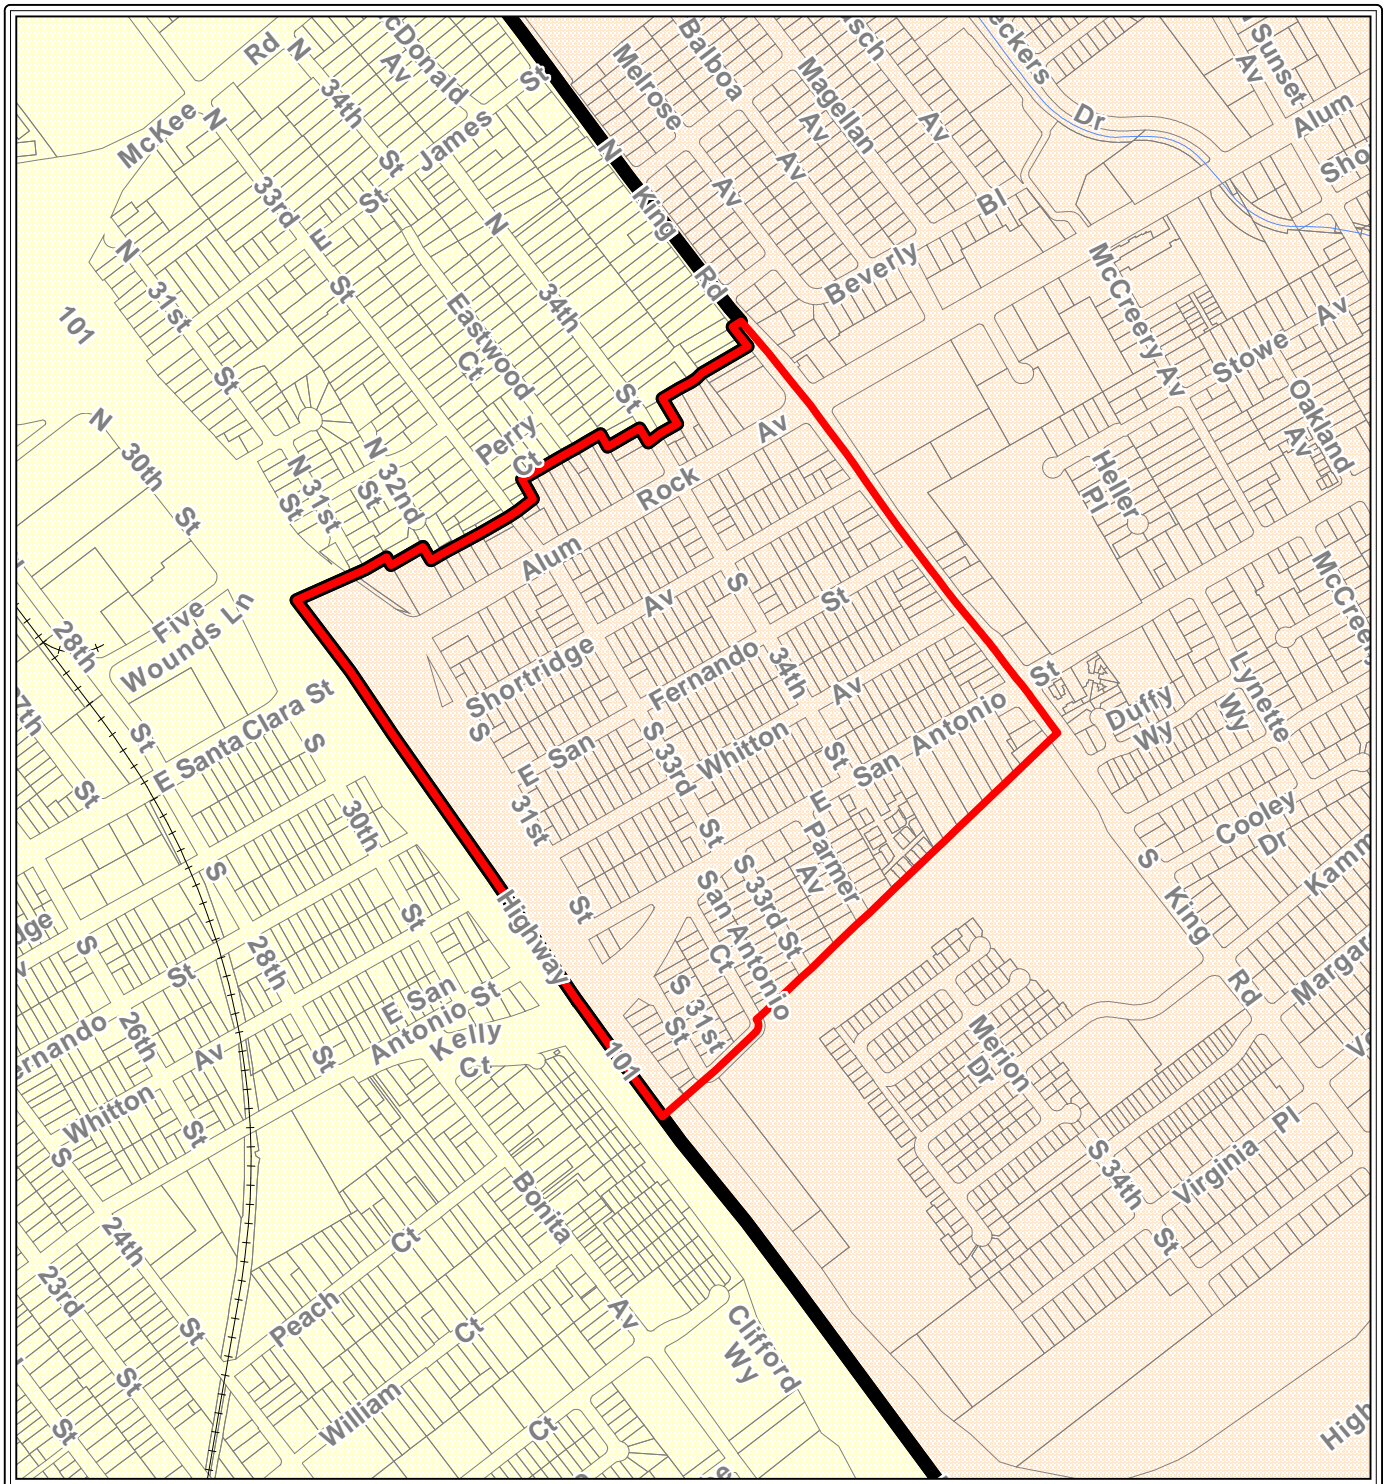 McKee Rd
N 34th St
McDonald Av
E St James St
N 33rd St
N 31st St
101
N King Rd
Melrose Av
Balboa Av
Magellan Av
Av
Dr
Sunset Av
Alum
Beverly Bl
McCreery Av
Stowe Av
Oakland Av
Heller Pl
N 34th St
Eastwood Ct
Perry Ct
N 32nd St
N 31st St
N 30th St
Alum Rock Av
Five Wounds Ln
28th St
E Santa Clara St
Shortridge Av
S 31st St
E San Fernando St
S 33rd St
S 34th St
Whitton Av
E San Antonio St
Duffy Wy
Lynette Wy
Cooley Dr
S King Rd
S 30th St
S 28th St
S 26th St
Whitton Av
E San Antonio St
Kelly Ct
Highway 101
Parmer Av
S 33rd St
San Antonio Ct
S 31st St
Merion Dr
S 34th St
Virginia Pl
Bonita Av
Peach Ct
William Ct
Clifford Wy
S 24th St
23rd St
St
Ct